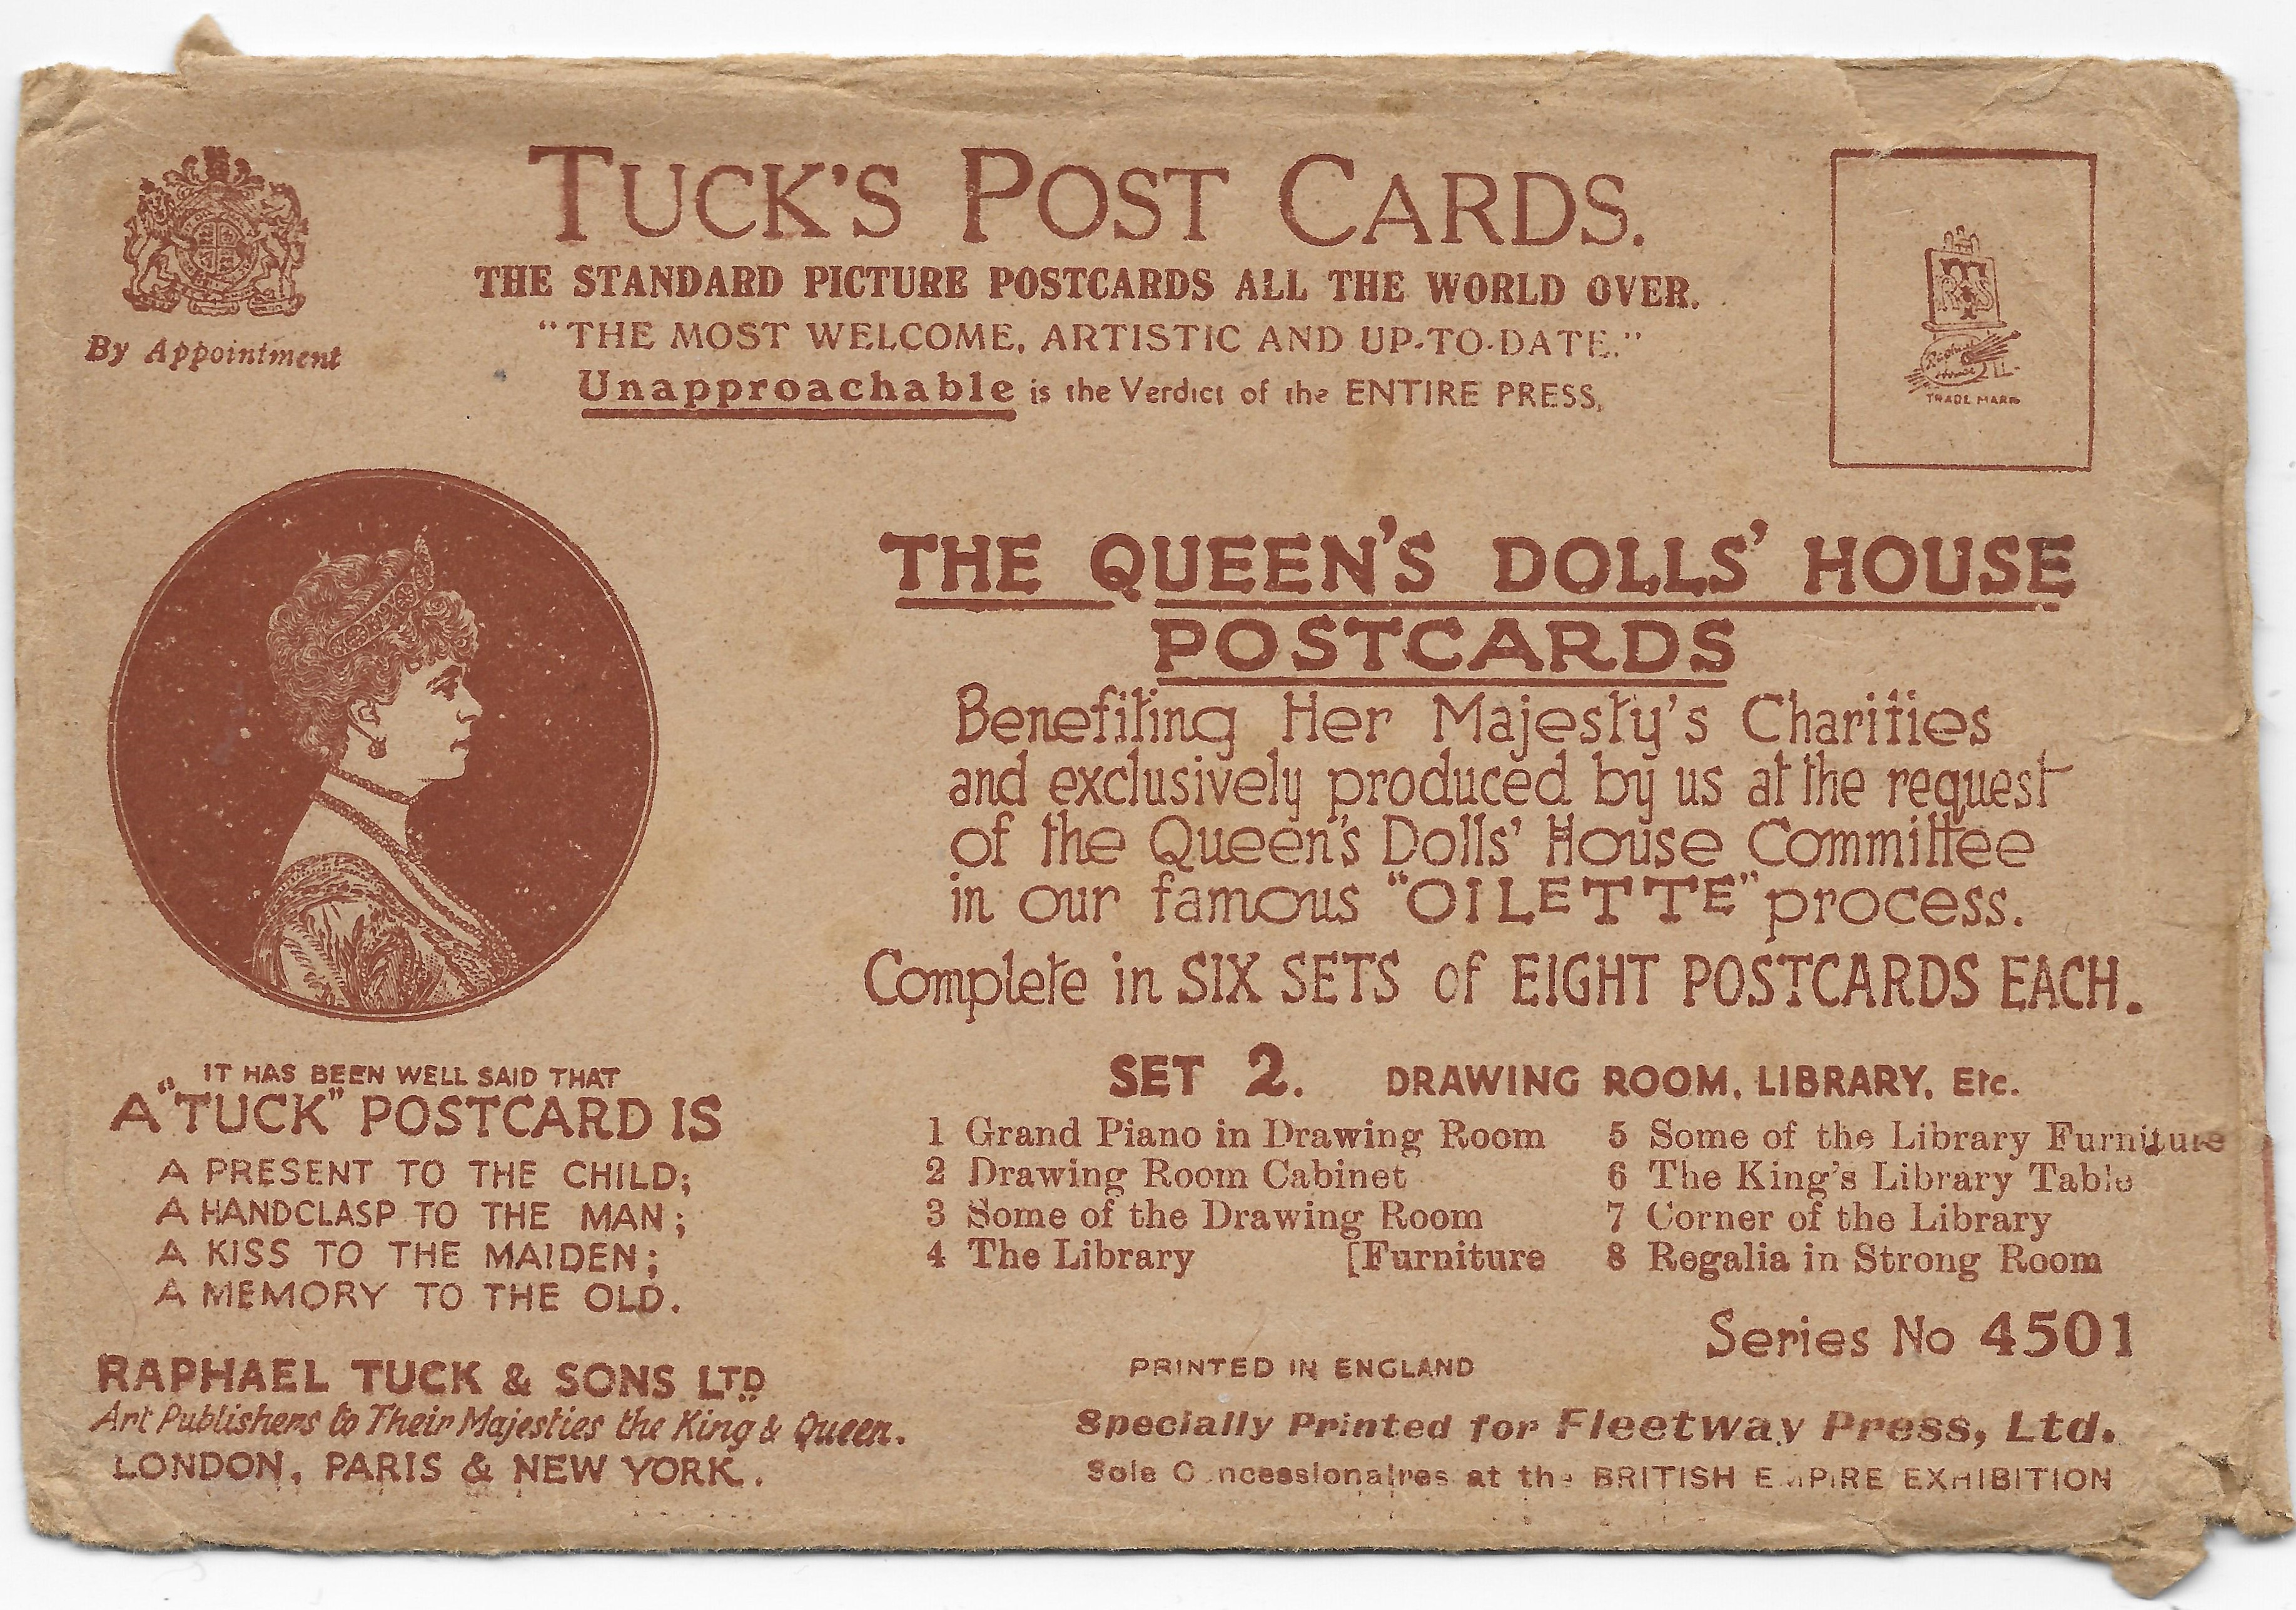 TUCK'S POST CARDS.
THE STANDARD PICTURE POSTCARDS ALL THE WORLD OVER.
"THE MOST WELCOME, ARTISTIC AND UP-TO-DATE."
Unapproachable is the Verdict of the ENTIRE PRESS,
By Appointment
Raphael House
TRADE MARK
THE QUEEN'S DOLLS' HOUSE
POSTCARDS
Benefiting Her Majesty's Charities
and exclusively produced by us at the request
of the Queen's Dolls' House Committee
in our famous "OILETTE" process.
Complete in SIX SETS of EIGHT POSTCARDS EACH.
IT HAS BEEN WELL SAID THAT
A "TUCK" POSTCARD IS
A PRESENT TO THE CHILD;
A HANDCLASP TO THE MAN;
A KISS TO THE MAIDEN;
A MEMORY TO THE OLD.
RAPHAEL TUCK & SONS LTD
Art Publishers to Their Majesties the King & Queen.
LONDON, PARIS & NEW YORK.
SET 2. DRAWING ROOM, LIBRARY, Etc.
1 Grand Piano in Drawing Room
2 Drawing Room Cabinet
3 Some of the Drawing Room
4 The Library [Furniture
5 Some of the Library Furniture
6 The King's Library Table
7 Corner of the Library
8 Regalia in Strong Room
Series No 4501
PRINTED IN ENGLAND
Specially Printed for Fleetway Press, Ltd.
Sole Concessionaires at the BRITISH EMPIRE EXHIBITION